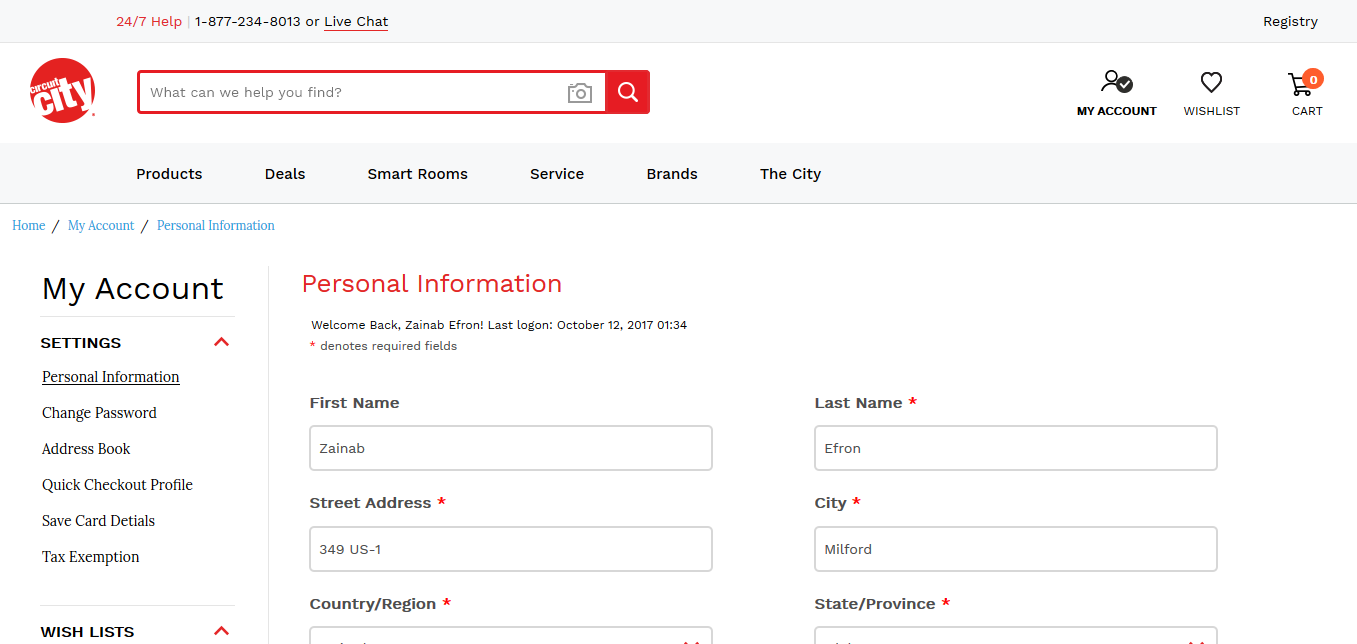 24/7 Help | 1-877-234-8013 or Live Chat
Registry
circuit
city
What can we help you find?
MY ACCOUNT
WISHLIST
0
CART
Products
Deals
Smart Rooms
Service
Brands
The City
Home / My Account / Personal Information
My Account
SETTINGS
Personal Information
Change Password
Address Book
Quick Checkout Profile
Save Card Detials
Tax Exemption
WISH LISTS
Personal Information
Welcome Back, Zainab Efron! Last logon: October 12, 2017 01:34
* denotes required fields
First Name
Zainab
Last Name *
Efron
Street Address *
349 US-1
City *
Milford
Country/Region *
State/Province *